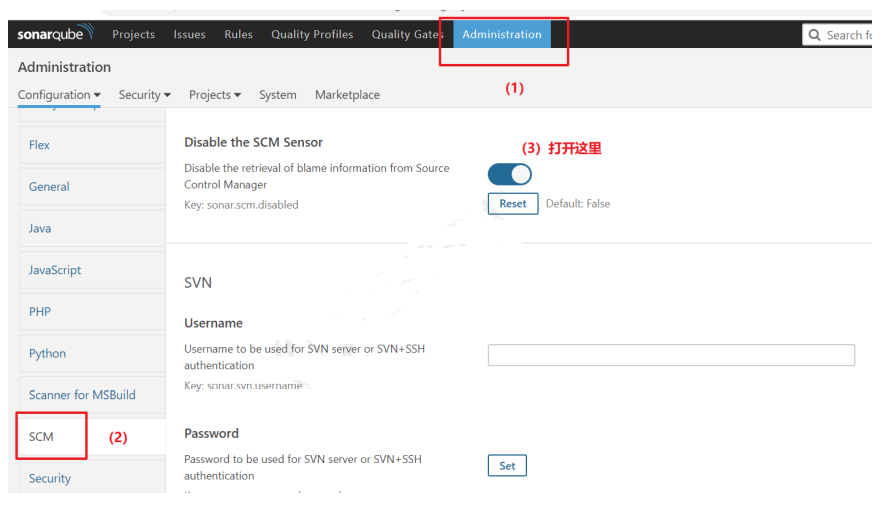 sonarqube Projects Issues Rules Quality Profiles Quality Gates Administration Search fo
Administration
(1)
Configuration Security Projects System Marketplace
Flex
General
Java
JavaScript
PHP
Python
Scanner for MSBuild
SCM
(2)
Security
Disable the SCM Sensor
(3) 打开这里
Disable the retrieval of blame information from Source
Control Manager
Key: sonar.scm.disabled
Reset Default: False
SVN
Username
Username to be used for SVN server or SVN+SSH
authentication
Key: sonar.svn.username
Password
Password to be used for SVN server or SVN+SSH
authentication
Set